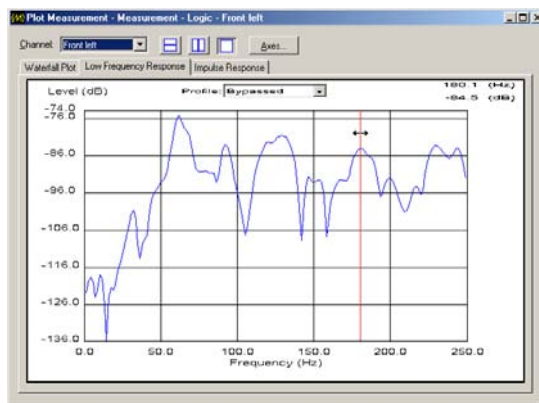 Plot Measurement - Measurement - Logic - Front left
Channel: Front left Axes...
Waterfall Plot Low Frequency Response Impulse Response
Level (dB) Profile: Bypassed 180.1 (Hz)
-84.5 (dB)
-74.0
-76.0
-86.0
-96.0
-106.0
-116.0
-126.0
-136.0
0.0 50.0 100.0 150.0 200.0 250.0
Frequency (Hz)